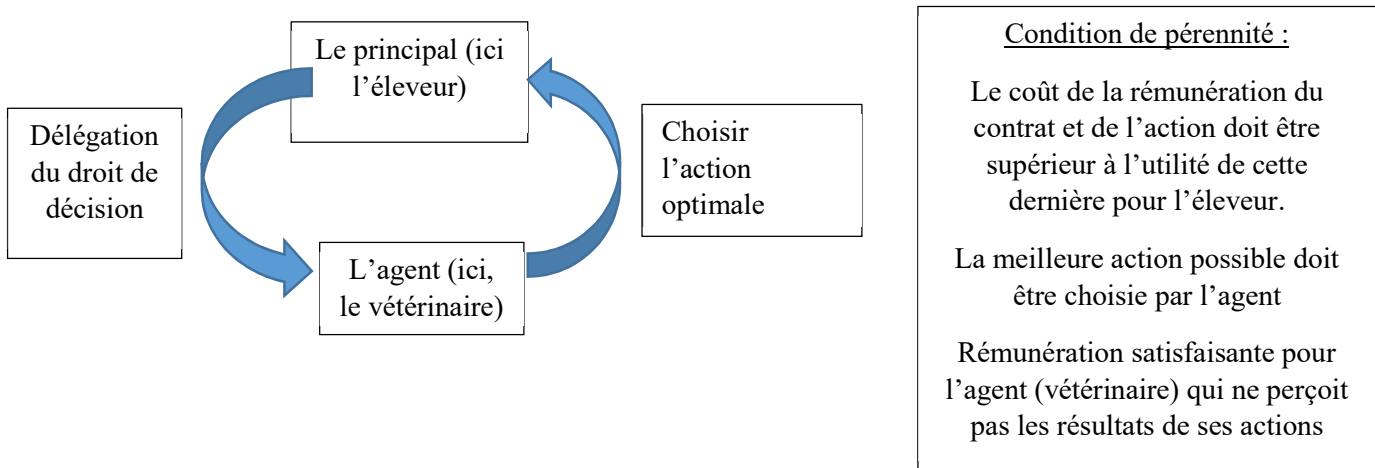 Le principal (ici
l’éleveur)
Délégation
du droit de
décision
Choisir
l’action
optimale
L’agent (ici,
le vétérinaire)
Condition de pérennité :
Le coût de la rémunération du
contrat et de l’action doit être
supérieur à l’utilité de cette
dernière pour l’éleveur.
La meilleure action possible doit
être choisie par l’agent
Rémunération satisfaisante pour
l’agent (vétérinaire) qui ne perçoit
pas les résultats de ses actions